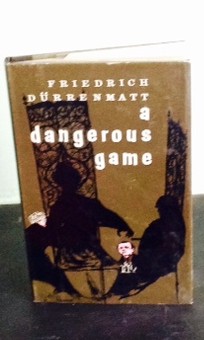 FRIEDRICH
DÜRRENMATT
a
dangerous
game